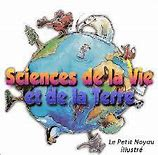 Sciences de la Vie
et de la Terre
Le Petit Noyau
illustré